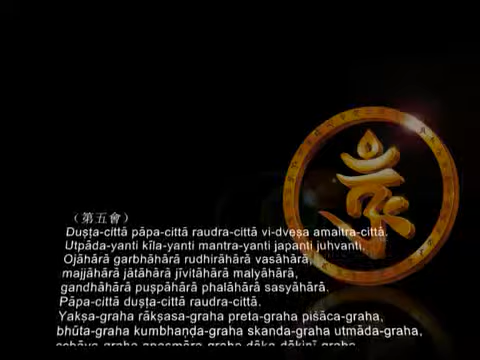 （第五會）
Duṣṭa-cittā pāpa-cittā raudra-cittā vi-dveṣa amaitra-cittā.
Utpāda-yanti kīla-yanti mantra-yanti japanti juhvanti,
Ojāhārā garbhāhārā rudhirāhārā vasāhārā,
majjāhārā jātāhārā jīvitāhārā malyāhārā,
gandhāhārā puṣpāhārā phalāhārā sasyāhārā.
Pāpa-cittā duṣṭa-cittā raudra-cittā.
Yakṣa-graha rākṣasa-graha preta-graha piśāca-graha,
bhūta-graha kumbhaṇḍa-graha skanda-graha utmāda-graha,